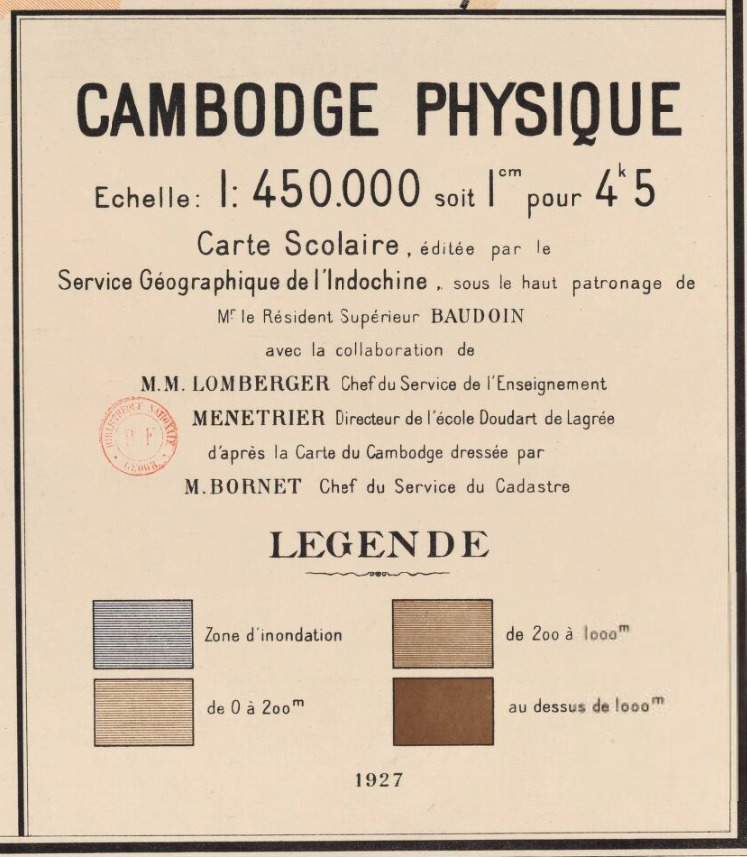 CAMBODGE PHYSIQUE
Echelle: 1: 450.000 soit 1cm pour 4k5
Carte Scolaire, éditée par le
Service Géographique de l'Indochine, sous le haut patronage de
Mr le Résident Supérieur BAUDOIN
avec la collaboration de
M.M. LOMBERGER Chef du Service de l'Enseignement
MENETRIER Directeur de l'école Doudart de Lagrée
d'après la Carte du Cambodge dressée par
M. BORNET Chef du Service du Cadastre
BIBLIOTHEQUE NATIONALE
B F
GEOGR.
LEGENDE
Zone d'inondation
de 0 à 200m
de 200 à 1000m
au dessus de 1000m
1927